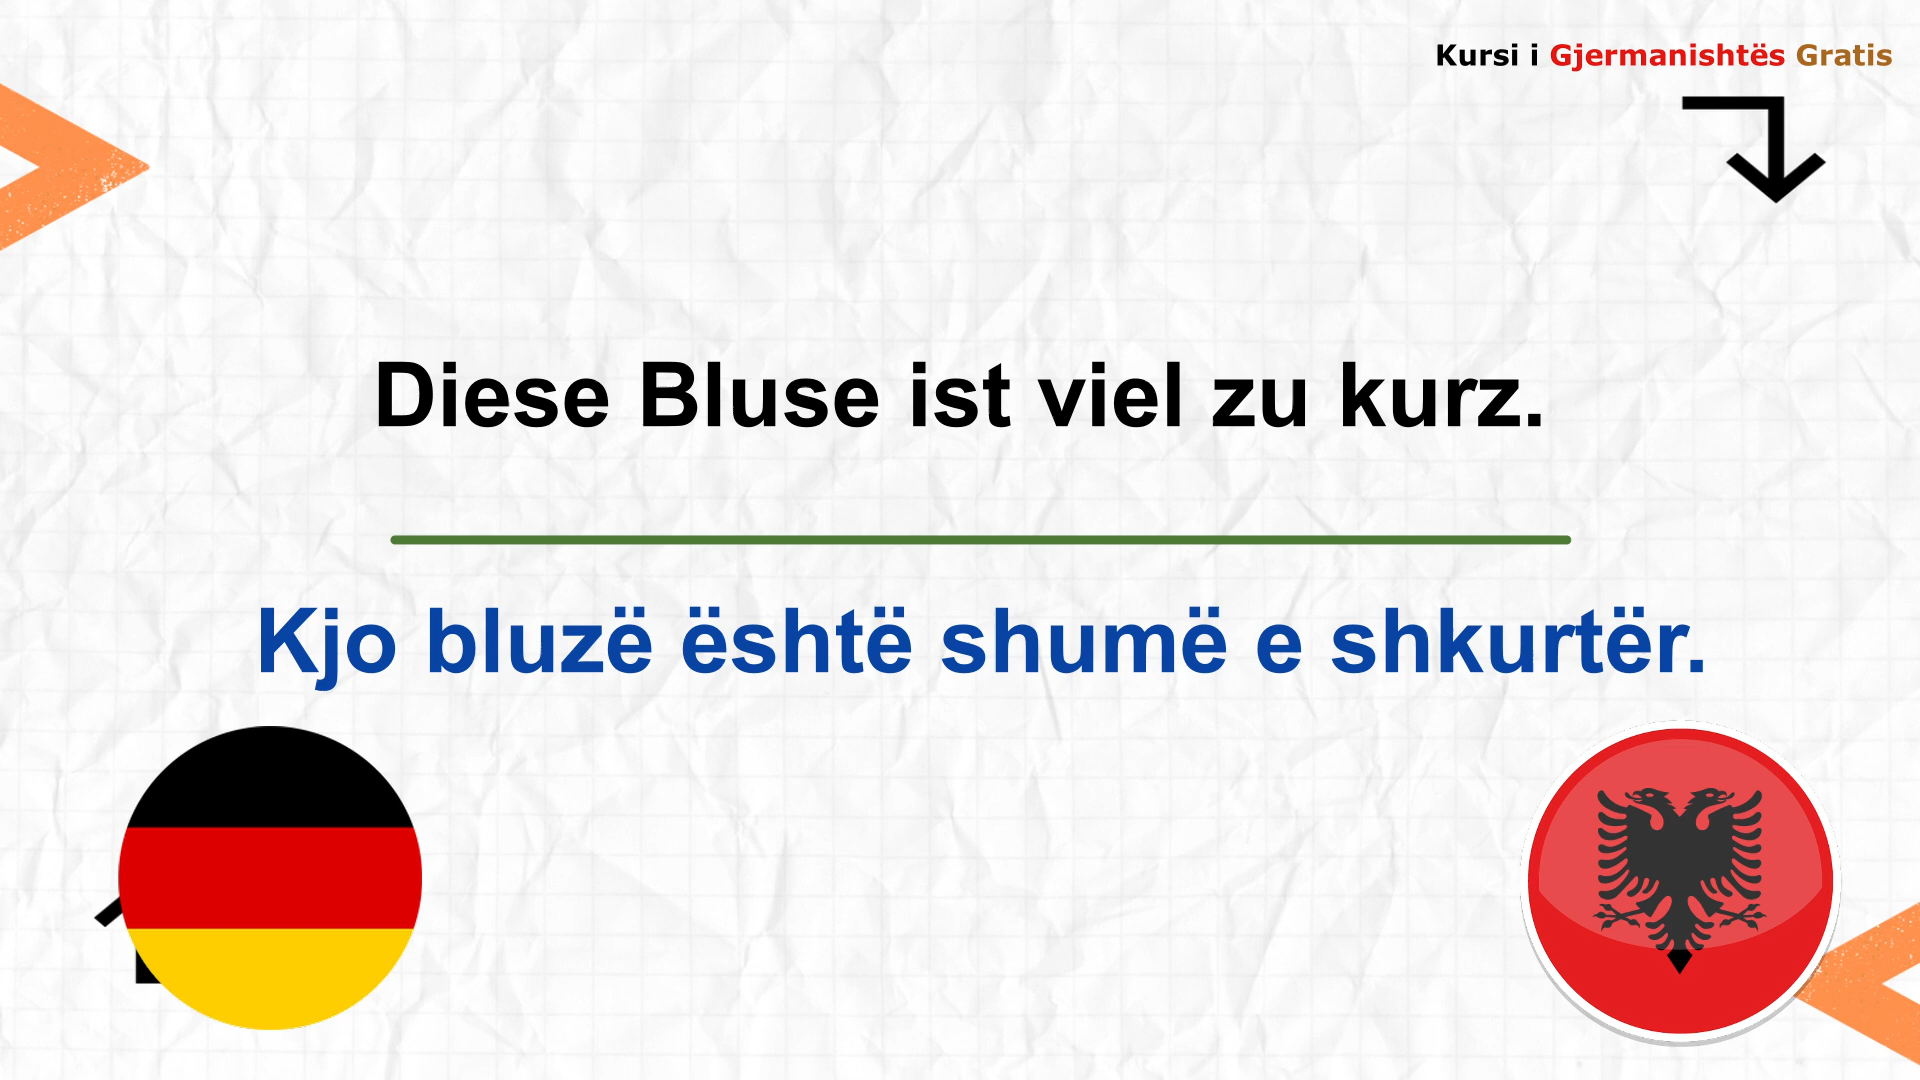 Kursi i Gjermanishtës Gratis
Diese Bluse ist viel zu kurz.
Kjo bluzë është shumë e shkurtër.